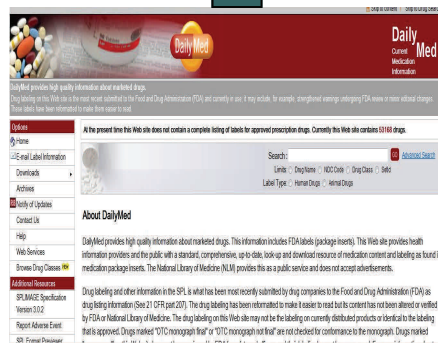 Skip to Content | Skip to Drug Search
Daily
Med
Current
Medication
Information
DailyMed
DailyMed provides high quality information about marketed drugs.
Drug labeling on this Web site is the most recent submitted to the Food and Drug Administration (FDA) and currently in use; it may include, for example, strengthened warnings undergoing FDA review or minor editorial changes.
These labels have been reformatted to make them easier to read.
Options
Home
E-mail Label Information
Downloads
Archives
Notify of Updates
Contact Us
Help
Web Services
Browse Drug Classes NEW
Additional Resources
SPLIMAGE Specification
Version 3.0.2
Report Adverse Event
SPL Format Previewer
At the present time this Web site does not contain a complete listing of labels for approved prescription drugs. Currently this Web site contains 53168 drugs.
Search: GO Advanced Search
Limits: Drug Name NDC Code Drug Class SetId
Label Type: Human Drugs Animal Drugs
About DailyMed
DailyMed provides high quality information about marketed drugs. This information includes FDA labels (package inserts). This Web site provides health
information providers and the public with a standard, comprehensive, up-to-date, look-up and download resource of medication content and labeling as found i
medication package inserts. The National Library of Medicine (NLM) provides this as a public service and does not accept advertisements.
Drug labeling and other information in the SPL is what has been most recently submitted by drug companies to the Food and Drug Administration (FDA) as
drug listing information (See 21 CFR part 207). The drug labeling has been reformatted to make it easier to read but its content has not been altered or verified
by FDA or National Library of Medicine. The drug labeling on this Web site may not be the labeling on currently distributed products or identical to the labeling
that is approved. Drugs marked "OTC monograph final" or "OTC monograph not final" are not checked for conformance to the monograph. Drugs marked